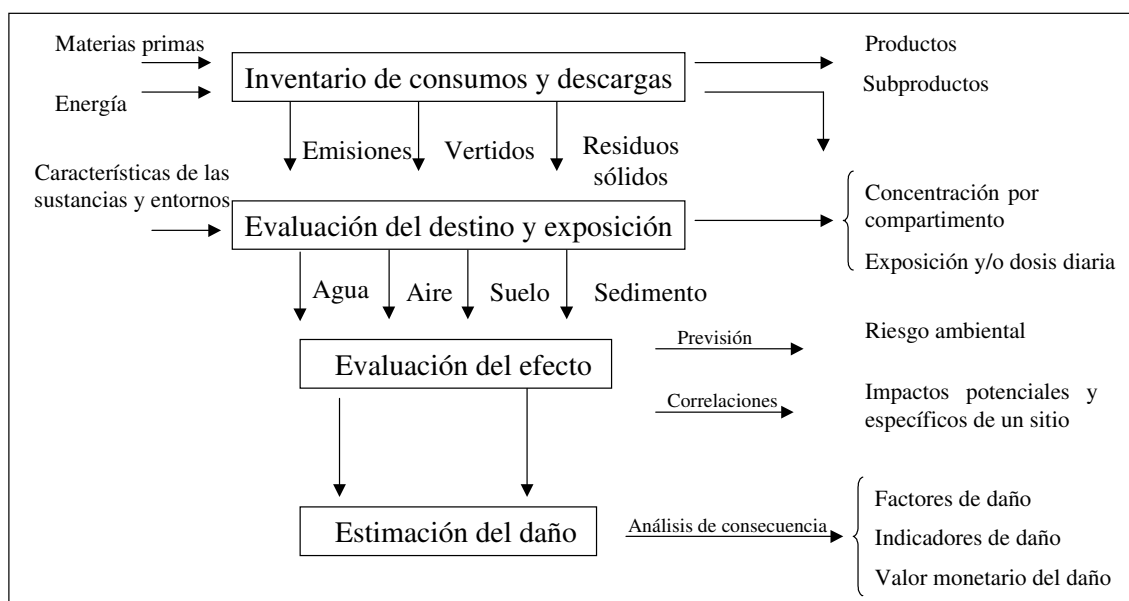 Materias primas
Productos
Inventario de consumos y descargas
Subproductos
Energía
Emisiones
Vertidos
Residuos
sólidos
Características de las
sustancias y entornos
Concentración por
compartimento
Evaluación del destino y exposición
Exposición y/o dosis diaria
Agua
Aire
Suelo
Sedimento
Previsión
Riesgo ambiental
Evaluación del efecto
Correlaciones
Impactos potenciales y
específicos de un sitio
Factores de daño
Estimación del daño
Análisis de consecuencia
Indicadores de daño
Valor monetario del daño